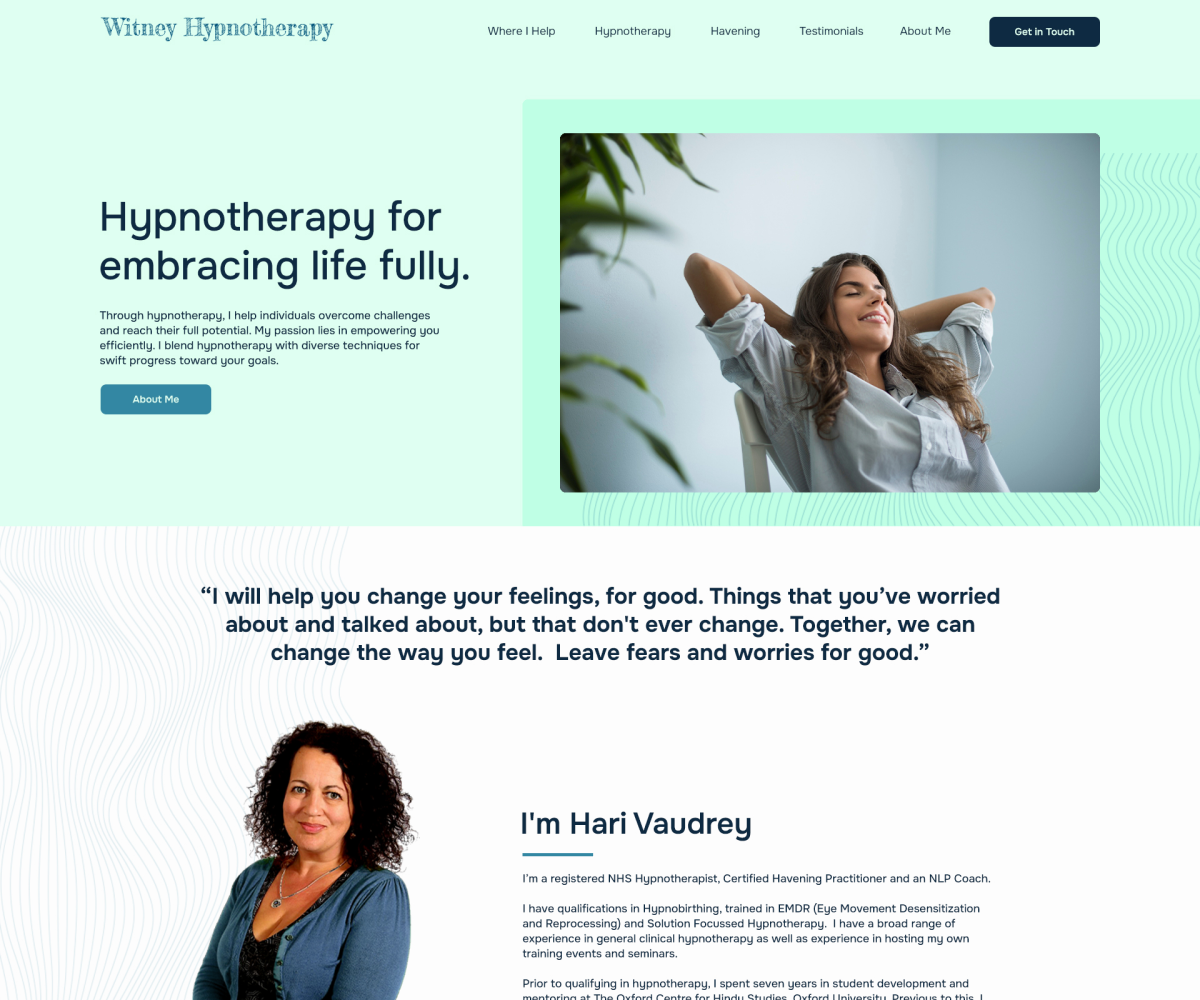 Witney Hypnotherapy
Where I Help
Hypnotherapy
Havening
Testimonials
About Me
Get in Touch
Hypnotherapy for
embracing life fully.
Through hypnotherapy, I help individuals overcome challenges
and reach their full potential. My passion lies in empowering you
efficiently. I blend hypnotherapy with diverse techniques for
swift progress toward your goals.
About Me
“I will help you change your feelings, for good. Things that you’ve worried
about and talked about, but that don't ever change. Together, we can
change the way you feel.  Leave fears and worries for good.”
I'm Hari Vaudrey
I’m a registered NHS Hypnotherapist, Certified Havening Practitioner and an NLP Coach.
I have qualifications in Hypnobirthing, trained in EMDR (Eye Movement Desensitization
and Reprocessing) and Solution Focussed Hypnotherapy.  I have a broad range of
experience in general clinical hypnotherapy as well as experience in hosting my own
training events and seminars.
Prior to qualifying in hypnotherapy, I spent seven years in student development and
mentoring at The Oxford Centre for Hindu Studies, Oxford University. Previous to this, I